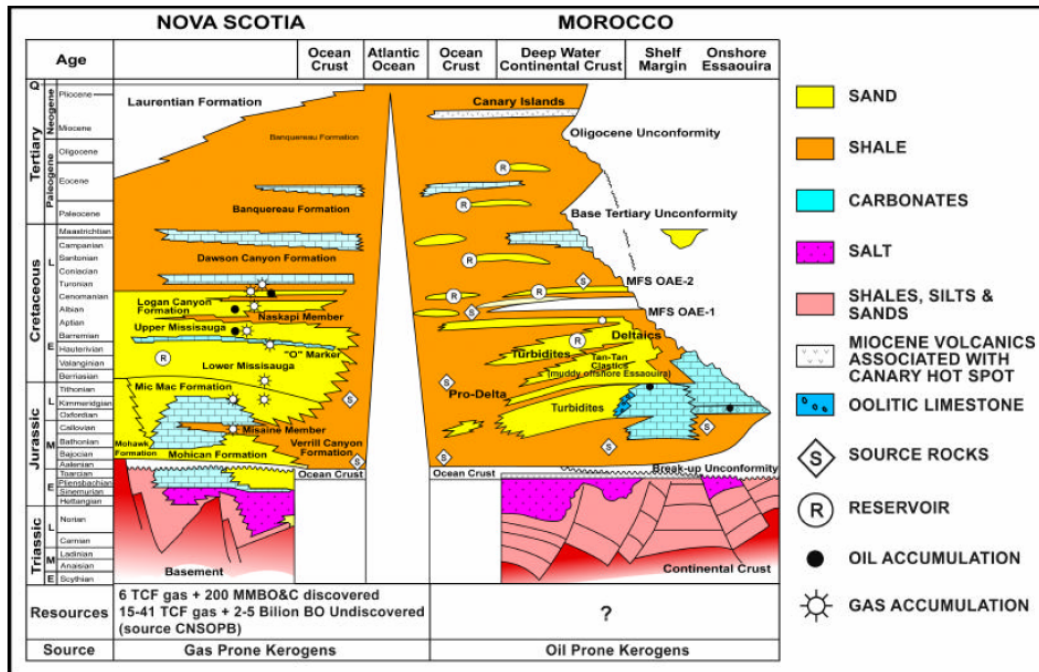 NOVA SCOTIA
MOROCCO
Age
Ocean Crust
Atlantic Ocean
Ocean Crust
Deep Water Continental Crust
Shelf Margin
Onshore Essaouira
Tertiary
Cretaceous
Jurassic
Triassic
Q
Neogene
Paleogene
L
E
L
M
E
L
M
E
Pliocene
Miocene
Oligocene
Eocene
Paleocene
Maastrichtian
Campanian
Santonian
Coniacian
Turonian
Cenomanian
Albian
Aptian
Barremian
Hauterivian
Valanginian
Berriasian
Tithonian
Kimmeridgian
Oxfordian
Callovian
Bathonian
Bajocian
Aalenian
Toarcian
Pliensbachian
Sinemurian
Hettangian
Norian
Carnian
Ladinian
Anaisian
Scythian
Laurentian Formation
Banquereau Formation
Banquereau Formation
Dawson Canyon Formation
Logan Canyon
Formation
Naskapi Member
Upper Missisauga
"O" Marker
Lower Missisauga
Mic Mac Formation
Misaine Member
Mohawk
Formation
Mohican Formation
Verrill Canyon
Formation
Ocean Crust
Basement
R
S
S
Canary Islands
Oligocene Unconformity
R
R
Base Tertiary Unconformity
R
S
MFS OAE-2
R
R
S
MFS OAE-1
Deltaics
R
Turbidites
Tan-Tan
Clastics
(muddy offshore Essaouira)
S
Pro-Delta
Turbidites
S
S
S
Ocean Crust
Break-up Unconformity
Continental Crust
Resources
6 TCF gas + 200 MMBO&C discovered
15-41 TCF gas + 2-5 Bilion BO Undiscovered
(source CNSOPB)
?
Source
Gas Prone Kerogens
Oil Prone Kerogens
SAND
SHALE
CARBONATES
SALT
SHALES, SILTS &
SANDS
MIOCENE VOLCANICS
ASSOCIATED WITH
CANARY HOT SPOT
OOLITIC LIMESTONE
S
SOURCE ROCKS
R
RESERVOIR
OIL ACCUMULATION
GAS ACCUMULATION